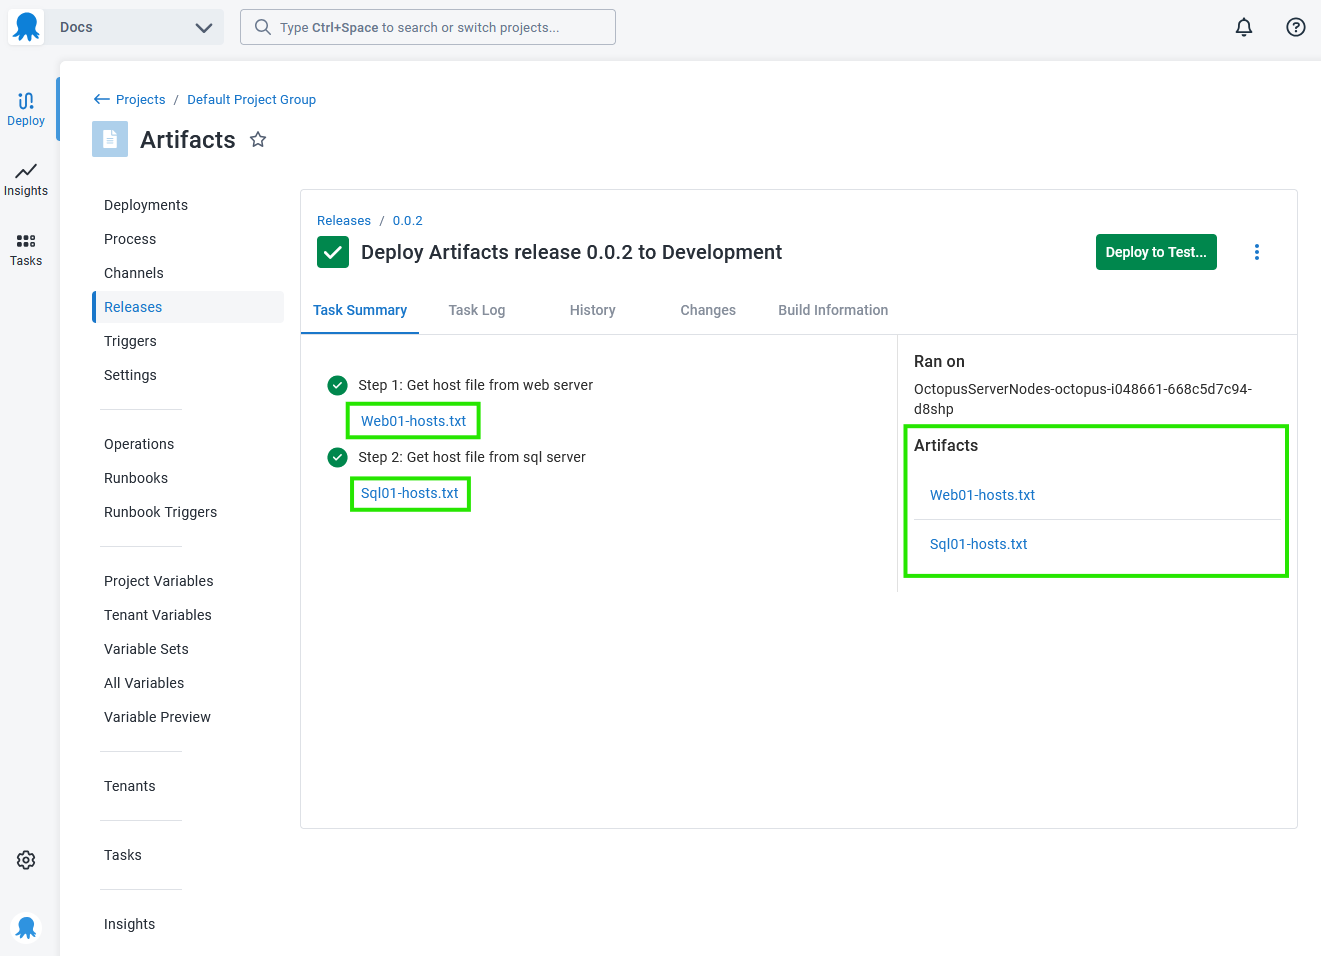 Docs
Type Ctrl+Space to search or switch projects...
Deploy
Insights
Tasks
Projects / Default Project Group
Artifacts
Deployments
Process
Channels
Releases
Triggers
Settings
Operations
Runbooks
Runbook Triggers
Project Variables
Tenant Variables
Variable Sets
All Variables
Variable Preview
Tenants
Tasks
Insights
Releases / 0.0.2
Deploy Artifacts release 0.0.2 to Development
Deploy to Test...
Task Summary
Task Log
History
Changes
Build Information
Step 1: Get host file from web server
Web01-hosts.txt
Step 2: Get host file from sql server
Sql01-hosts.txt
Ran on
OctopusServerNodes-octopus-i048661-668c5d7c94-
d8shp
Artifacts
Web01-hosts.txt
Sql01-hosts.txt